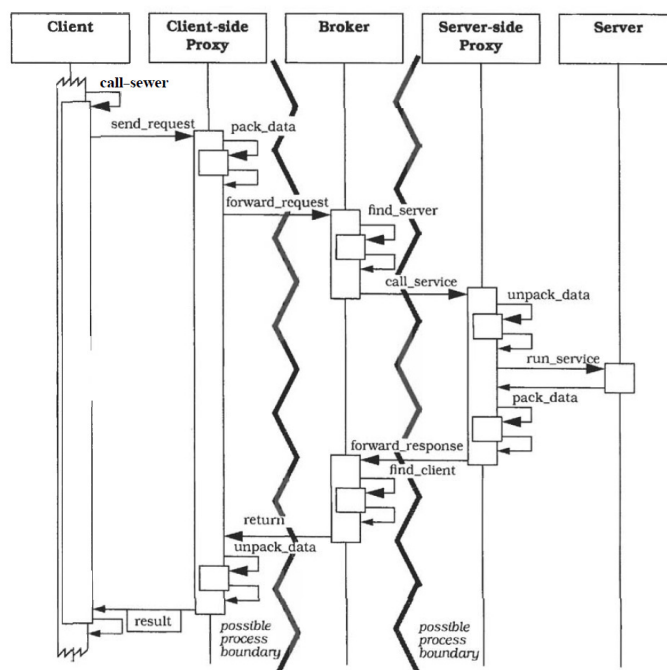 Client
Client-side
Proxy
Broker
Server-side
Proxy
Server
call-sewer
send_request
pack_data
forward_request
find_server
call_service
unpack_data
run_service
pack_data
forward_response
find_client
return
unpack_data
result
possible
process
boundary
possible
process
boundary